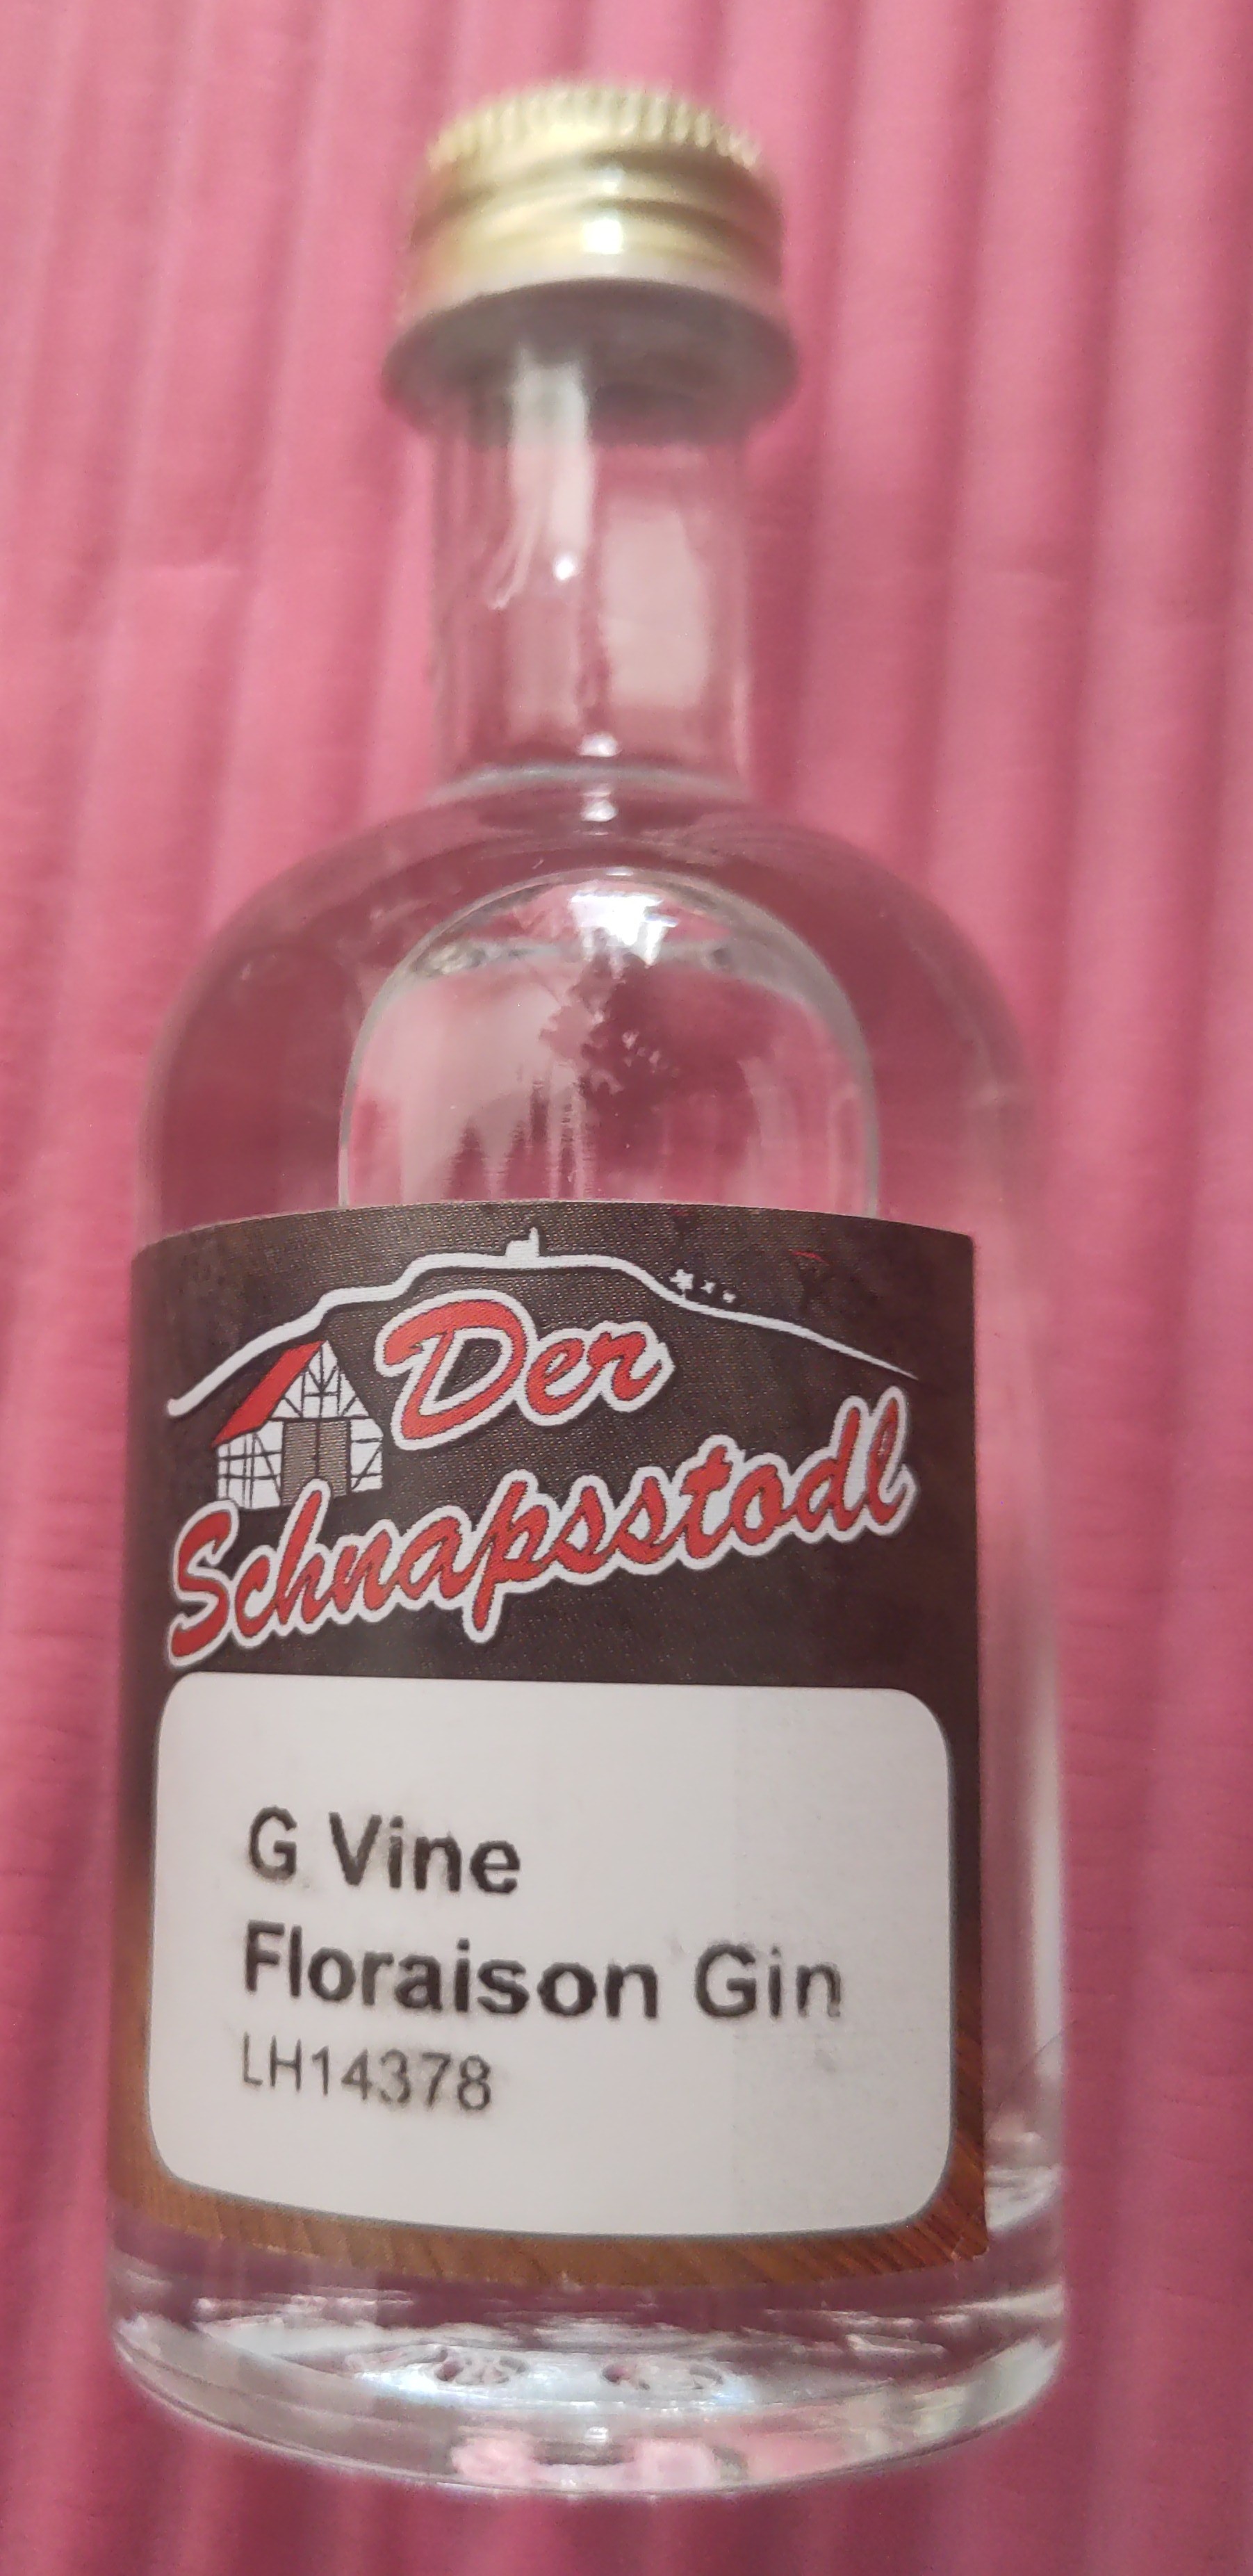 Der
Schnapsstodl
G Vine
Floraison Gin
LH14378